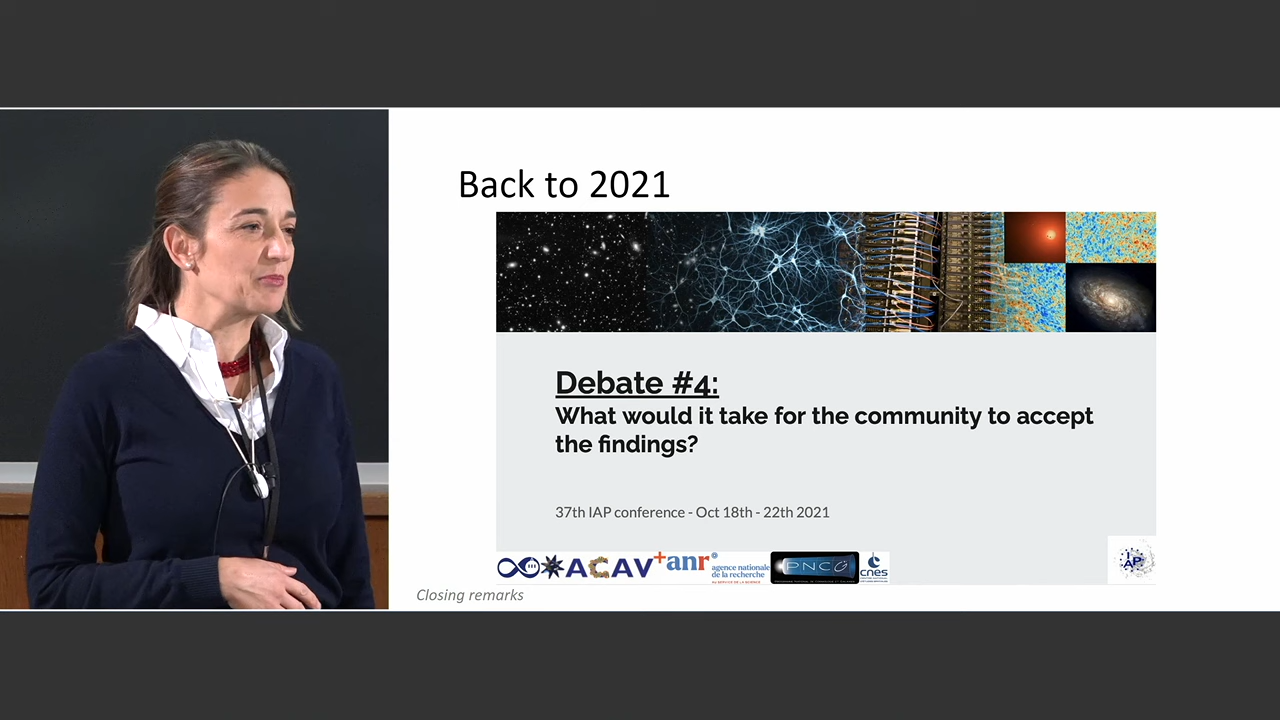 Back to 2021
Debate #4:
What would it take for the community to accept
the findings?
37th IAP conference - Oct 18th - 22th 2021
ACAV+
anr
agence nationale
de la recherche
PNCG
cnes
IAP
Closing remarks